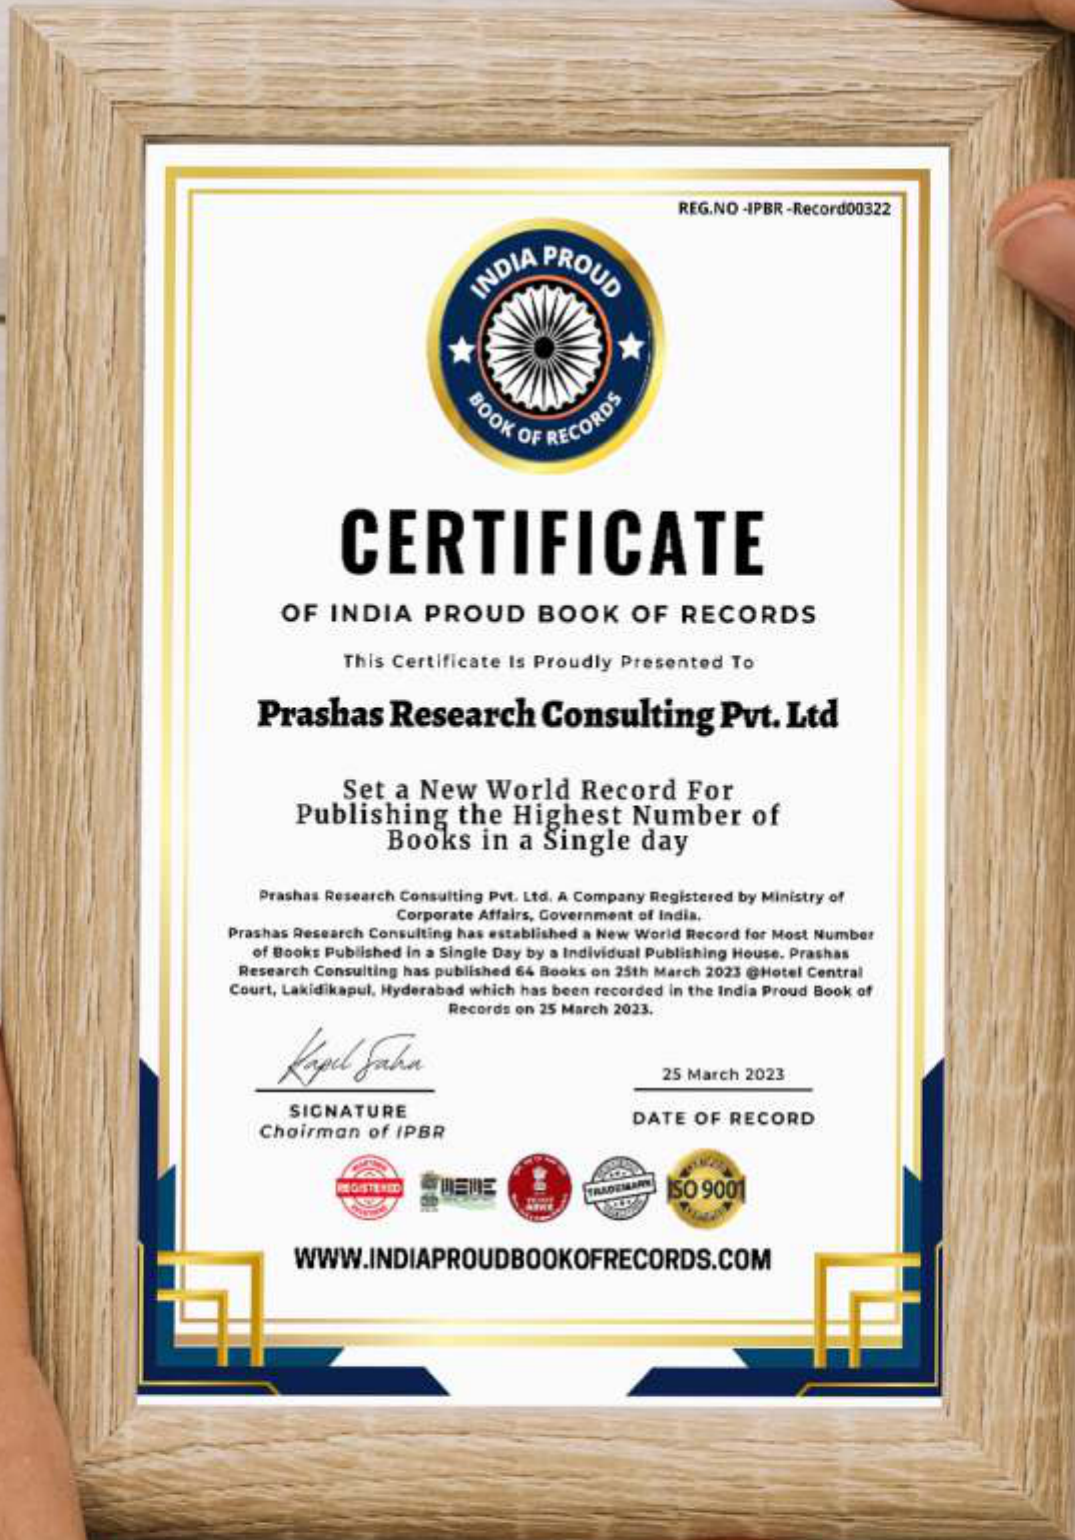 REG.NO -IPBR -Record00322
INDIA PROUD
BOOK OF RECORDS
CERTIFICATE
OF INDIA PROUD BOOK OF RECORDS
This Certificate Is Proudly Presented To
Prashas Research Consulting Pvt. Ltd
Set a New World Record For
Publishing the Highest Number of
Books in a Single day
Prashas Research Consulting Pvt. Ltd. A Company Registered by Ministry of
Corporate Affairs, Government of India.
Prashas Research Consulting has established a New World Record for Most Number
of Books Published in a Single Day by a Individual Publishing House. Prashas
Research Consulting has published 64 Books on 25th March 2023 @Hotel Central
Court, Lakidikapul, Hyderabad which has been recorded in the India Proud Book of
Records on 25 March 2023.
Kapil Saha
25 March 2023
SIGNATURE
DATE OF RECORD
Chairman of IPBR
REGISTERED
TRADEMARK
ISO 9001
WWW.INDIAPROUDBOOKOFRECORDS.COM